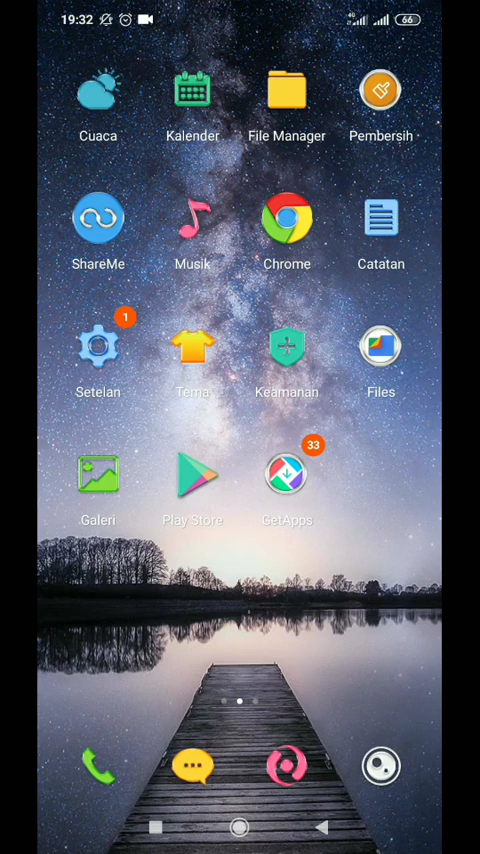 19:32
4G
66
Cuaca Kalender File Manager Pembersih
ShareMe Musik Chrome Catatan
1
Setelan Tema Keamanan Files
33
Galeri Play Store GetApps